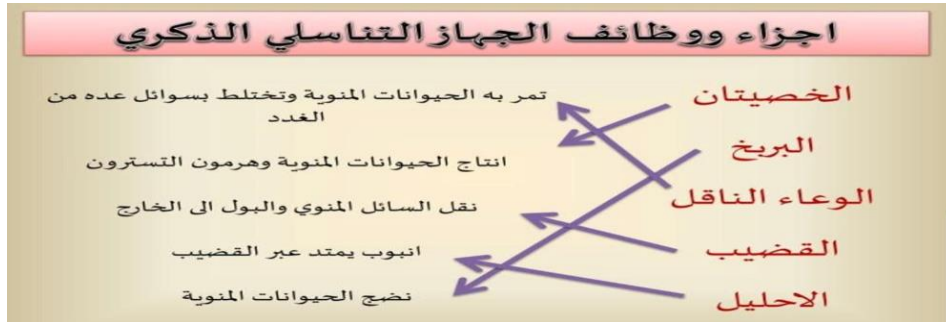 اجزاء ووظائف الجهاز التناسلي الذكري
الخصيتان
تمر به الحيوانات المنوية وتختلط بسوائل عده من
الغدد
البربخ
انتاج الحيوانات المنوية وهرمون التسترون
الوعاء الناقل
نقل السائل المنوي والبول الى الخارج
القضيب
انبوب يمتد عبر القضيب
الاحليل
نضج الحيوانات المنوية